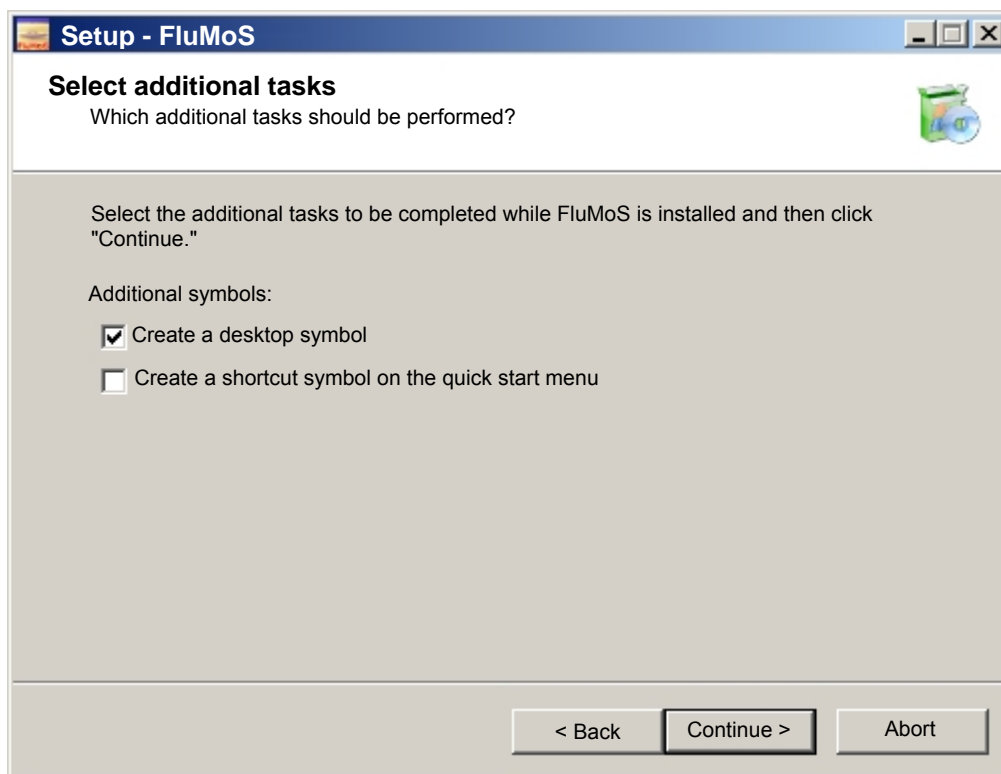 Setup - FluMoS
Select additional tasks
Which additional tasks should be performed?
Select the additional tasks to be completed while FluMoS is installed and then click
"Continue."
Additional symbols:
Create a desktop symbol
Create a shortcut symbol on the quick start menu
< Back
Continue >
Abort